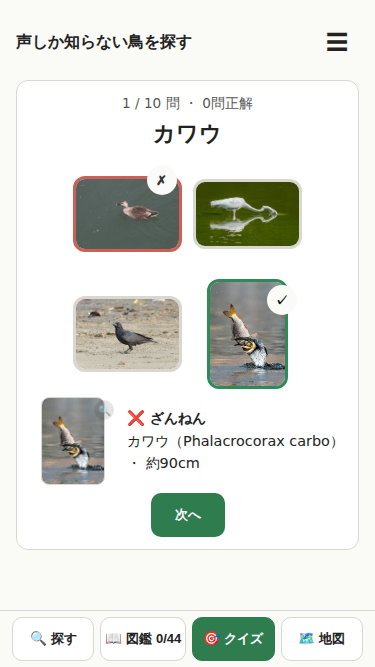 声しか知らない鳥を探す
☰
1 / 10 問 ・ 0問正解
カワウ
✗
✓
❌ ざんねん
カワウ（Phalacrocorax carbo）
・ 約90cm
次へ
🔍 探す
📖 図鑑 0/44
🎯 クイズ
🗺️ 地図